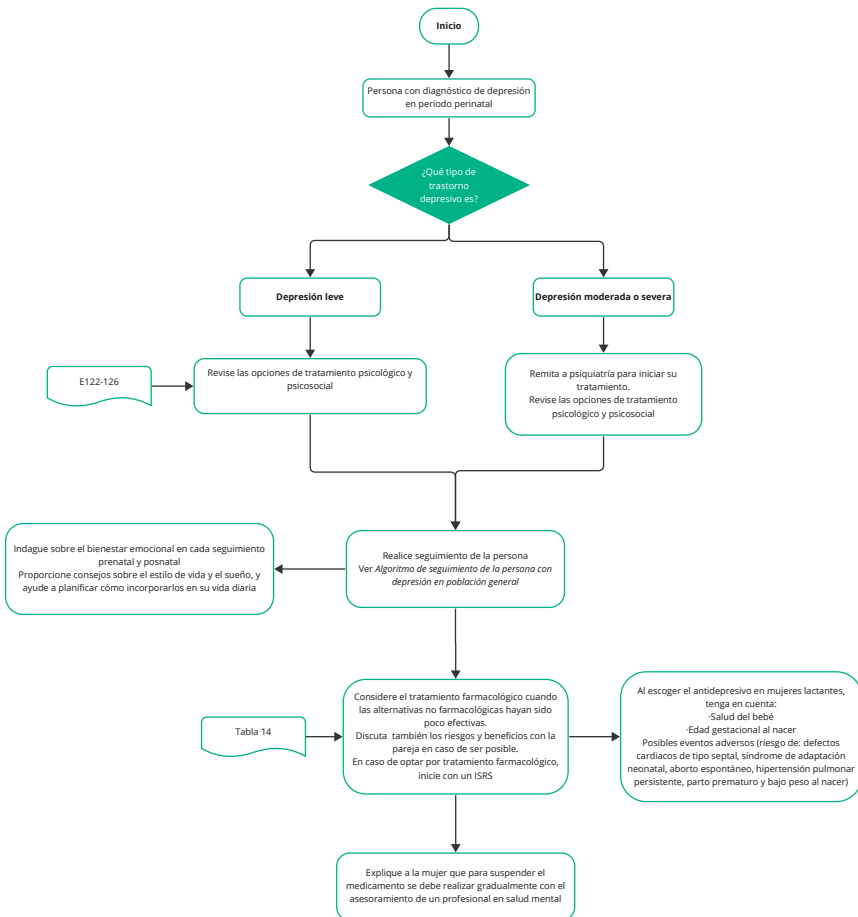 Inicio
Persona con diagnóstico de depresión
en periodo perinatal
¿Qué tipo de
trastorno
depresivo es?
Depresión leve
Depresión moderada o severa
E122-126
Revise las opciones de tratamiento psicológico y
psicosocial
Remita a psiquiatría para iniciar su
tratamiento.
Revise las opciones de tratamiento
psicológico y psicosocial
Indague sobre el bienestar emocional en cada seguimiento
prenatal y posnatal
Proporcione consejos sobre el estilo de vida y el sueño, y
ayude a planificar cómo incorporarlos en su vida diaria
Realice seguimiento de la persona
Ver Algoritmo de seguimiento de la persona con
depresión en población general
Tabla 14
Considere el tratamiento farmacológico cuando
las alternativas no farmacológicas hayan sido
poco efectivas.
Discuta también los riesgos y beneficios con la
pareja en caso de ser posible.
En caso de optar por tratamiento farmacológico,
inicie con un ISRS
Al escoger el antidepresivo en mujeres lactantes,
tenga en cuenta:
·Salud del bebé
·Edad gestacional al nacer
Posibles eventos adversos (riesgo de: defectos
cardiacos de tipo septal, síndrome de adaptación
neonatal, aborto espontáneo, hipertensión pulmonar
persistente, parto prematuro y bajo peso al nacer)
Explique a la mujer que para suspender el
medicamento se debe realizar gradualmente con el
asesoramiento de un profesional en salud mental